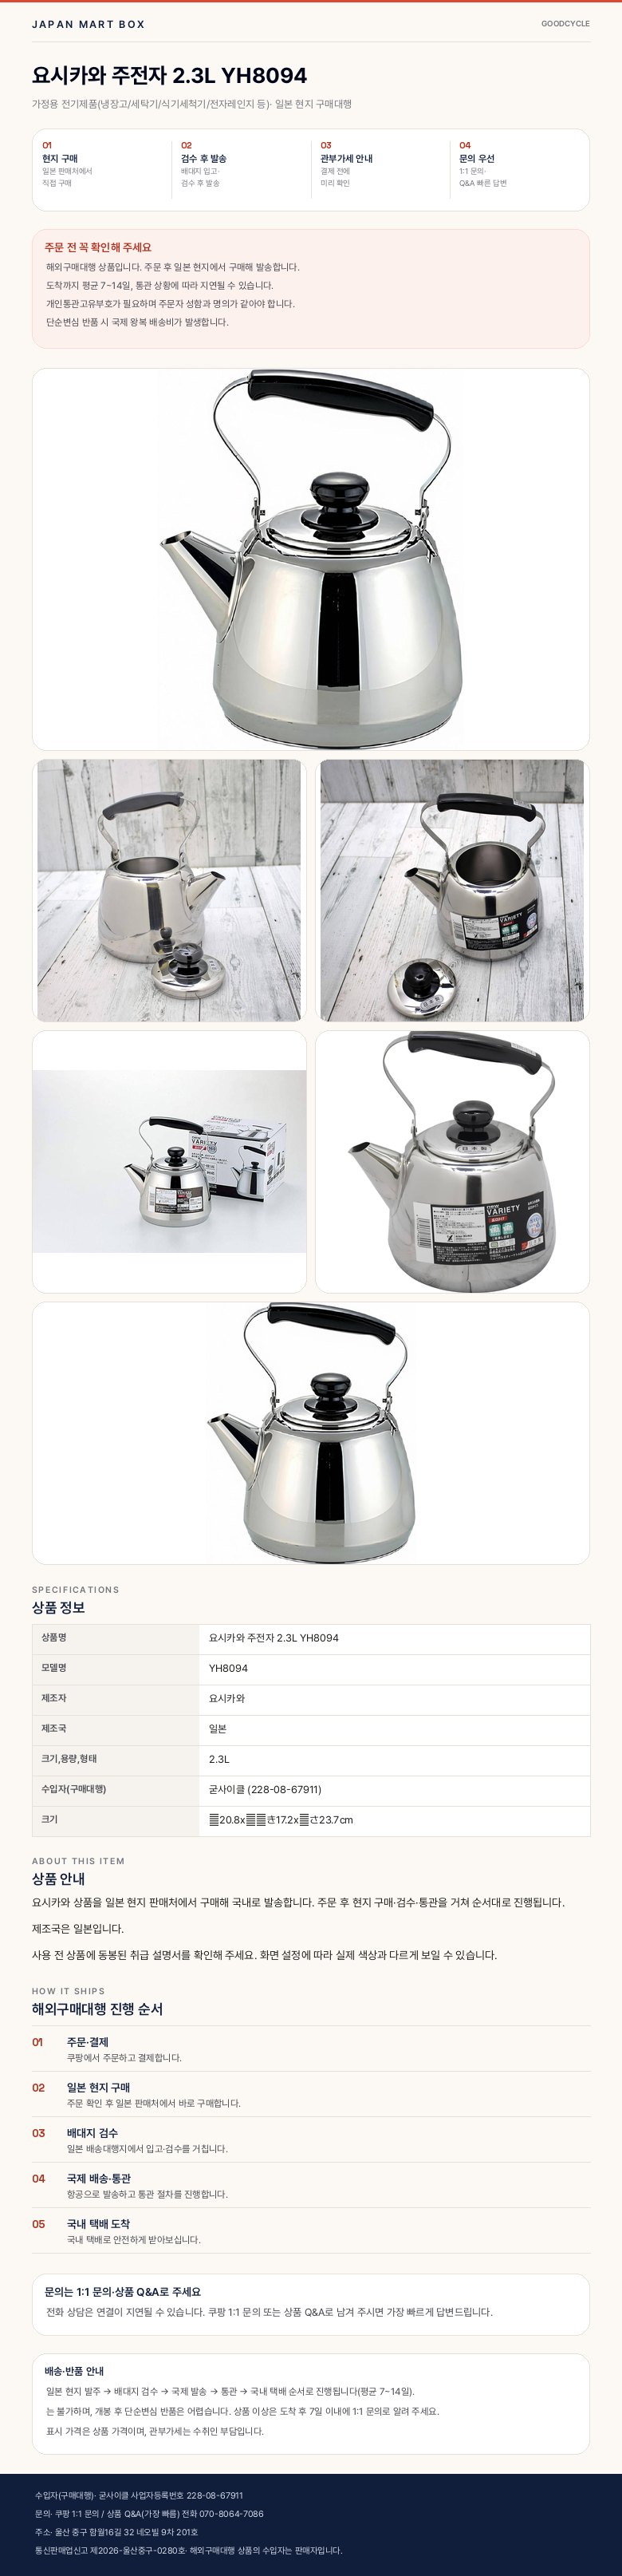 JAPAN MART BOX
GOODCYCLE
요시카와 주전자 2.3L YH8094
가정용 전기제품(냉장고/세탁기/식기세척기/전자레인지 등)· 일본 현지 구매대행
01
현지 구매
일본 판매처에서
직접 구매
02
검수 후 발송
배대지 입고·
검수 후 발송
03
관부가세 안내
결제 전에
미리 확인
04
문의 우선
1:1 문의·
Q&A 빠른 답변
주문 전 꼭 확인해 주세요
해외구매대행 상품입니다. 주문 후 일본 현지에서 구매해 발송합니다.
도착까지 평균 7~14일, 통관 상황에 따라 지연될 수 있습니다.
개인통관고유부호가 필요하며 주문자 성함과 명의가 같아야 합니다.
단순변심 반품 시 국제 왕복 배송비가 발생합니다.
VARIETY
VARIETY
日本製
VARIETY
SPECIFICATIONS
상품 정보
상품명 요시카와 주전자 2.3L YH8094
모델명 YH8094
제조자 요시카와
제조국 일본
크기,용량,형태 2.3L
수입자(구매대행) 굳사이클 (228-08-67911)
크기 20.8x き17.2x さ23.7cm
ABOUT THIS ITEM
상품 안내
요시카와 상품을 일본 현지 판매처에서 구매해 국내로 발송합니다. 주문 후 현지 구매·검수·통관을 거쳐 순서대로 진행됩니다.
제조국은 일본입니다.
사용 전 상품에 동봉된 취급 설명서를 확인해 주세요. 화면 설정에 따라 실제 색상과 다르게 보일 수 있습니다.
HOW IT SHIPS
해외구매대행 진행 순서
01 주문·결제
쿠팡에서 주문하고 결제합니다.
02 일본 현지 구매
주문 확인 후 일본 판매처에서 바로 구매합니다.
03 배대지 검수
일본 배송대행지에서 입고·검수를 거칩니다.
04 국제 배송·통관
항공으로 발송하고 통관 절차를 진행합니다.
05 국내 택배 도착
국내 택배로 안전하게 받아보십니다.
문의는 1:1 문의·상품 Q&A로 주세요
전화 상담은 연결이 지연될 수 있습니다. 쿠팡 1:1 문의 또는 상품 Q&A로 남겨 주시면 가장 빠르게 답변드립니다.
배송·반품 안내
일본 현지 발주 → 배대지 검수 → 국제 발송 → 통관 → 국내 택배 순서로 진행됩니다(평균 7~14일).
는 불가하며, 개봉 후 단순변심 반품은 어렵습니다. 상품 이상은 도착 후 7일 이내에 1:1 문의로 알려 주세요.
표시 가격은 상품 가격이며, 관부가세는 수취인 부담입니다.
수입자(구매대행)· 굳사이클 사업자등록번호 228-08-67911
문의· 쿠팡 1:1 문의 / 상품 Q&A(가장 빠름) 전화 070-8064-7086
주소· 울산 중구 함월16길 32 네오빌 9차 201호
통신판매업신고 제2026-울산중구-0280호· 해외구매대행 상품의 수입자는 판매자입니다.